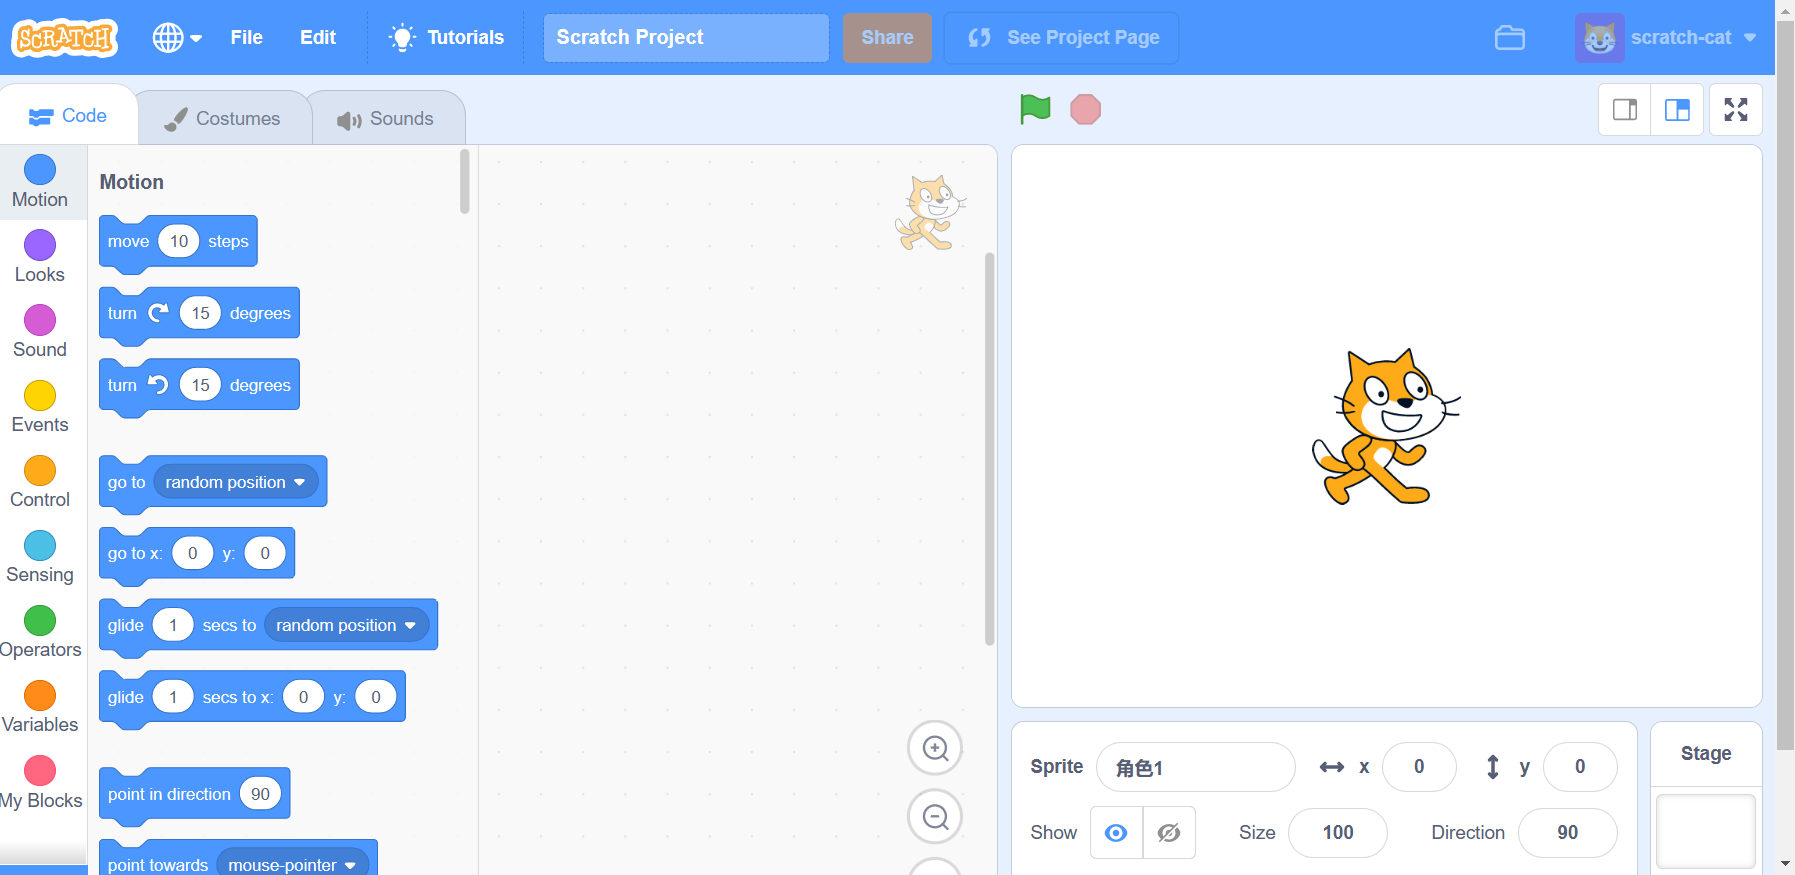 SCRATCH File Edit Tutorials Scratch Project Share See Project Page scratch-cat
Code Costumes Sounds
Motion
Looks
Sound
Events
Control
Sensing
Operators
Variables
My Blocks
Motion
move 10 steps
turn 15 degrees
turn 15 degrees
go to random position
go to x: 0 y: 0
glide 1 secs to random position
glide 1 secs to x: 0 y: 0
point in direction 90
point towards mouse-pointer
Sprite 角色1 x 0 y 0
Show Size 100 Direction 90
Stage